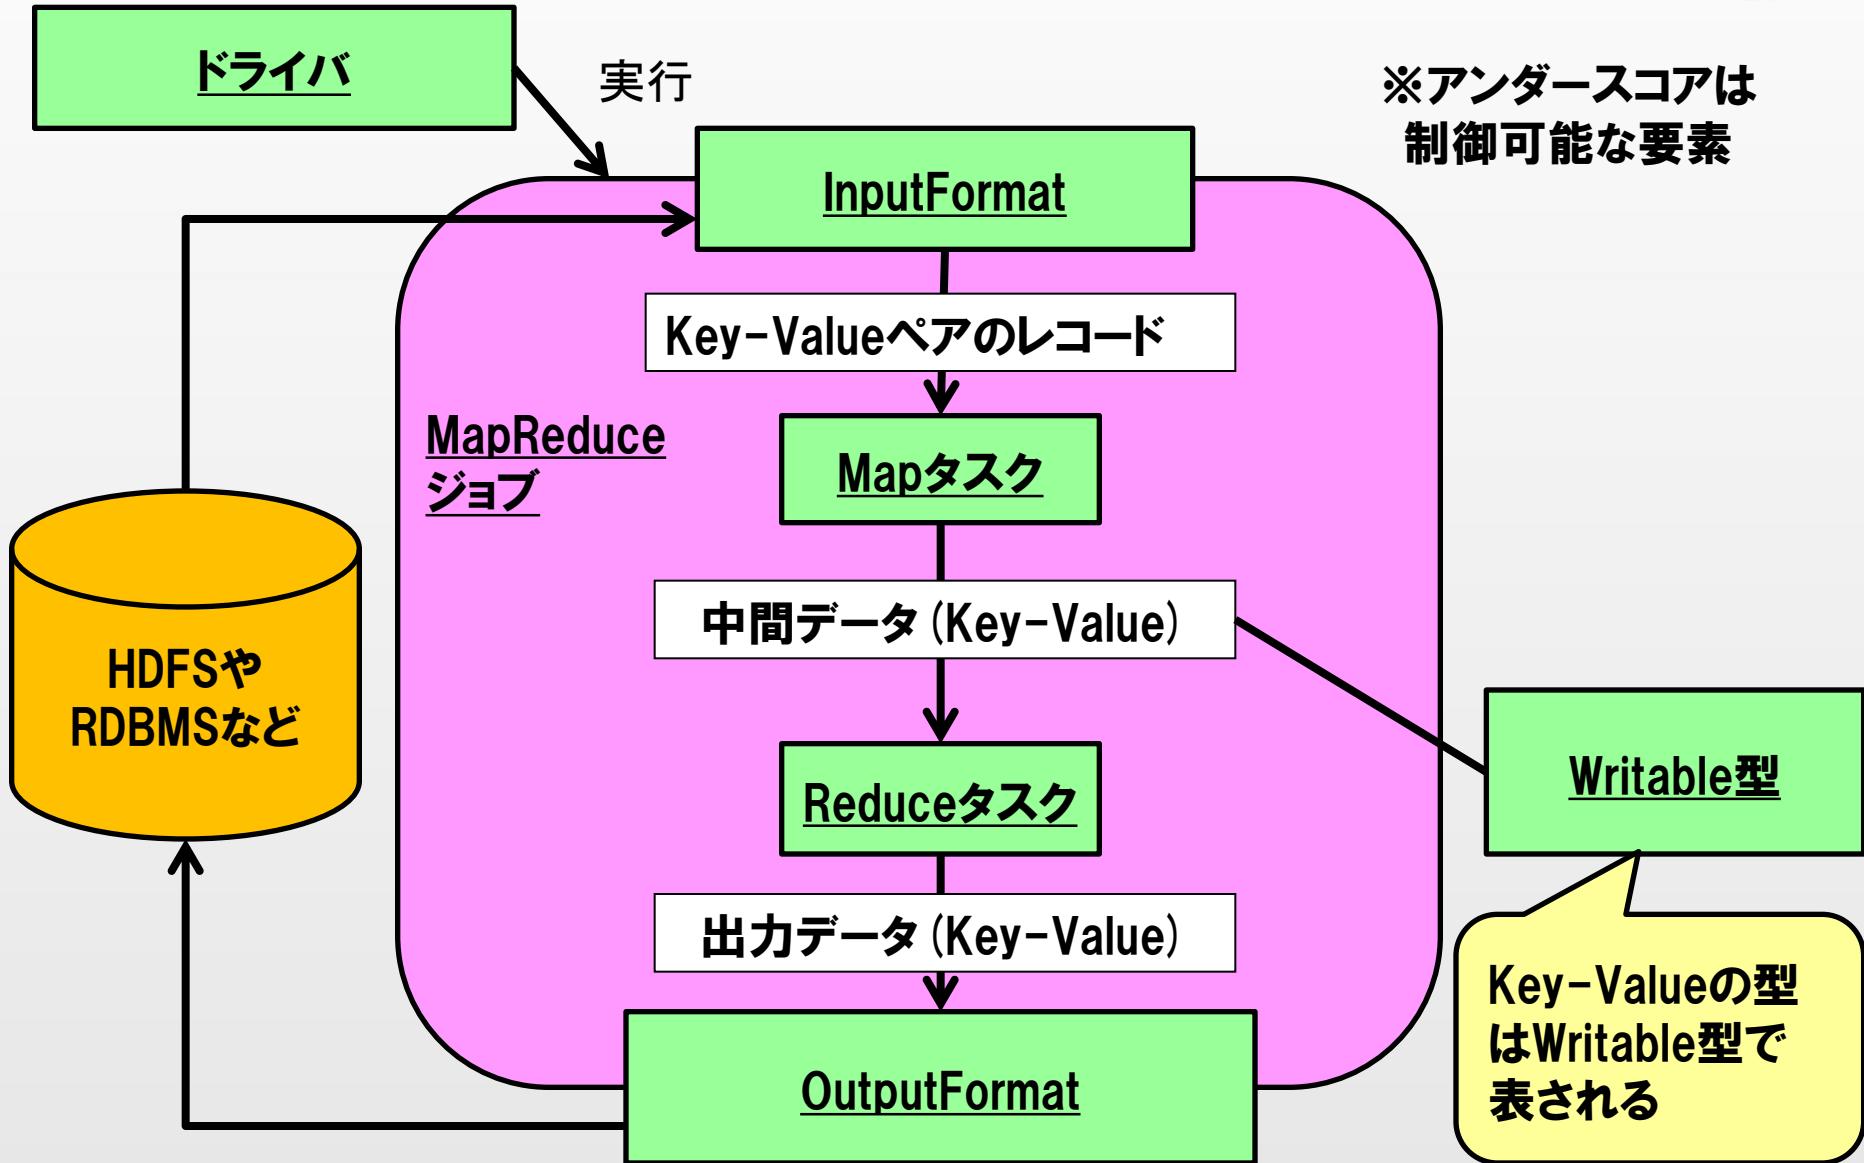 ドライバ
実行
※アンダースコアは
制御可能な要素
InputFormat
Key-Valueペアのレコード
MapReduce
ジョブ
Mapタスク
中間データ(Key-Value)
HDFSや
RDBMSなど
Writable型
Reduceタスク
出力データ(Key-Value)
Key-Valueの型
はWritable型で
表される
OutputFormat